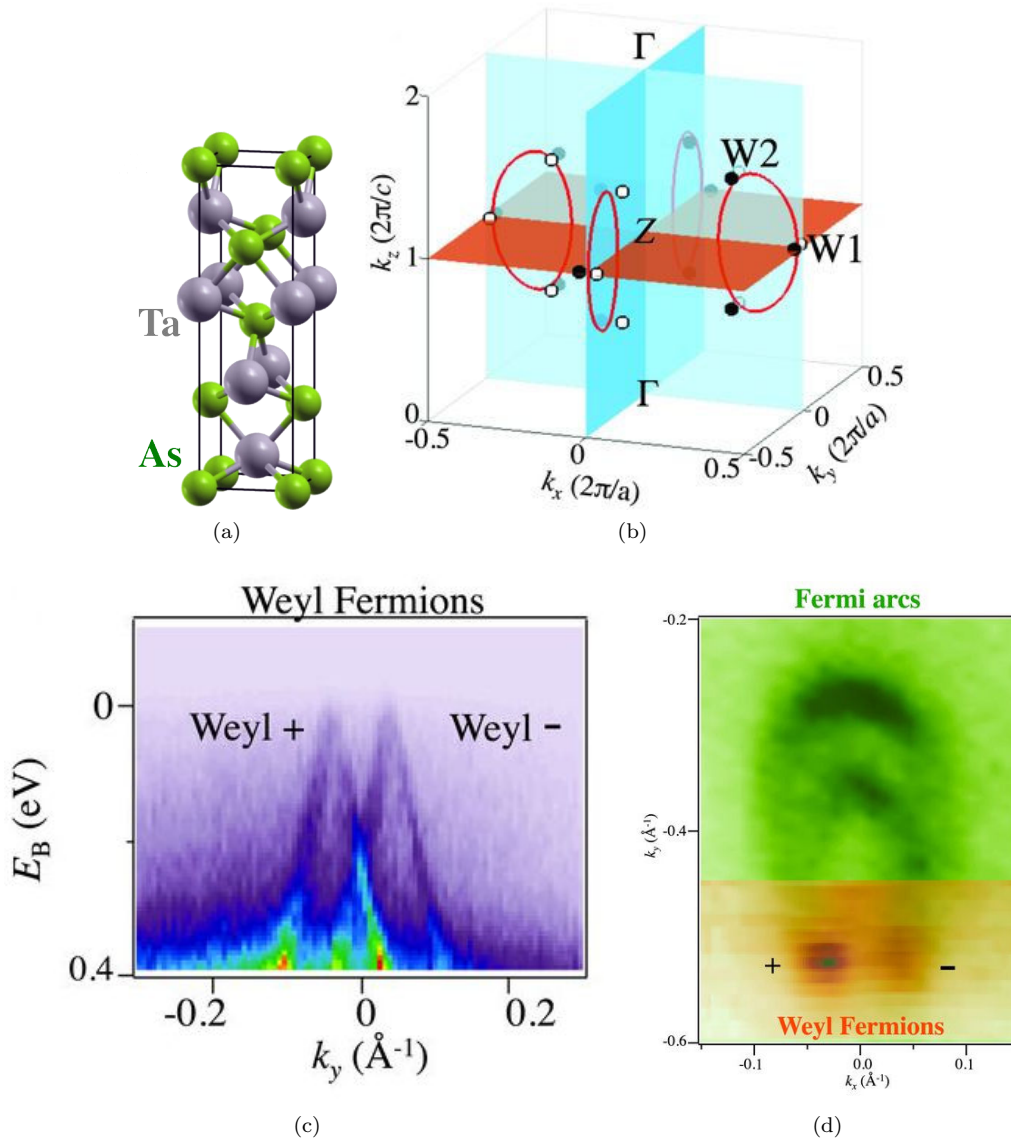 Ta
As
(a)
Γ
2
W2
k_z (2π/c)
Z
1
W1
Γ
0
0.5
-0.5
0
0
k_y (2π/a)
k_x (2π/a)
0.5
-0.5
(b)
Weyl Fermions
0
Weyl +
Weyl -
E_B (eV)
0.4
-0.2
0
0.2
k_y (Å⁻¹)
(c)
Fermi arcs
-0.2
k_y (Å⁻¹)
-0.4
+
-
Weyl Fermions
-0.6
-0.1
0.0
0.1
k_x (Å⁻¹)
(d)